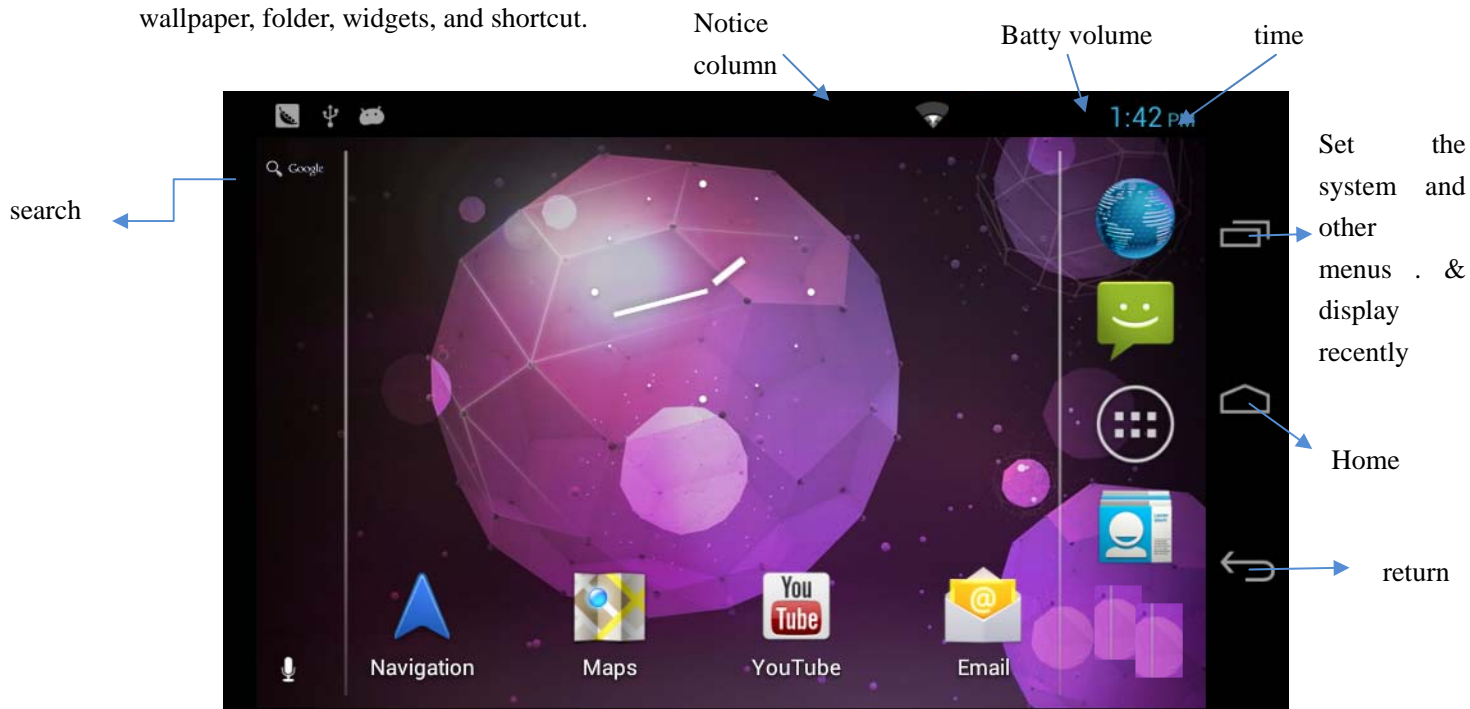 wallpaper, folder, widgets, and shortcut.
Notice
column
Batty volume
time
1:42 PM
Google
search
Set the
system and
other
menus . &
display
recently
Home
return
You
Tube
@
Navigation
Maps
YouTube
Email